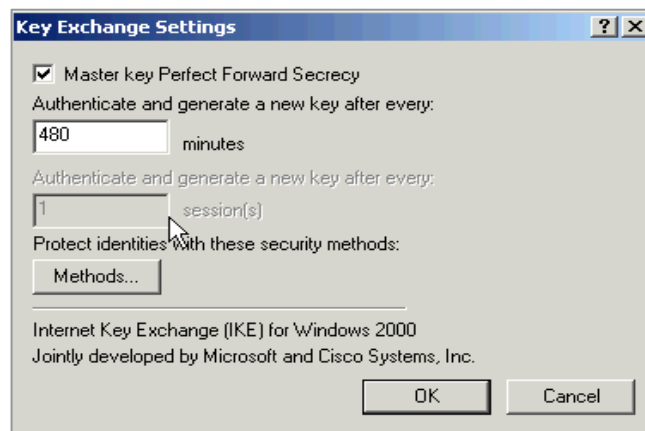 Key Exchange Settings
Master key Perfect Forward Secrecy
Authenticate and generate a new key after every:
480 minutes
Authenticate and generate a new key after every:
1 session(s)
Protect identities with these security methods:
Methods...
Internet Key Exchange (IKE) for Windows 2000
Jointly developed by Microsoft and Cisco Systems, Inc.
OK Cancel